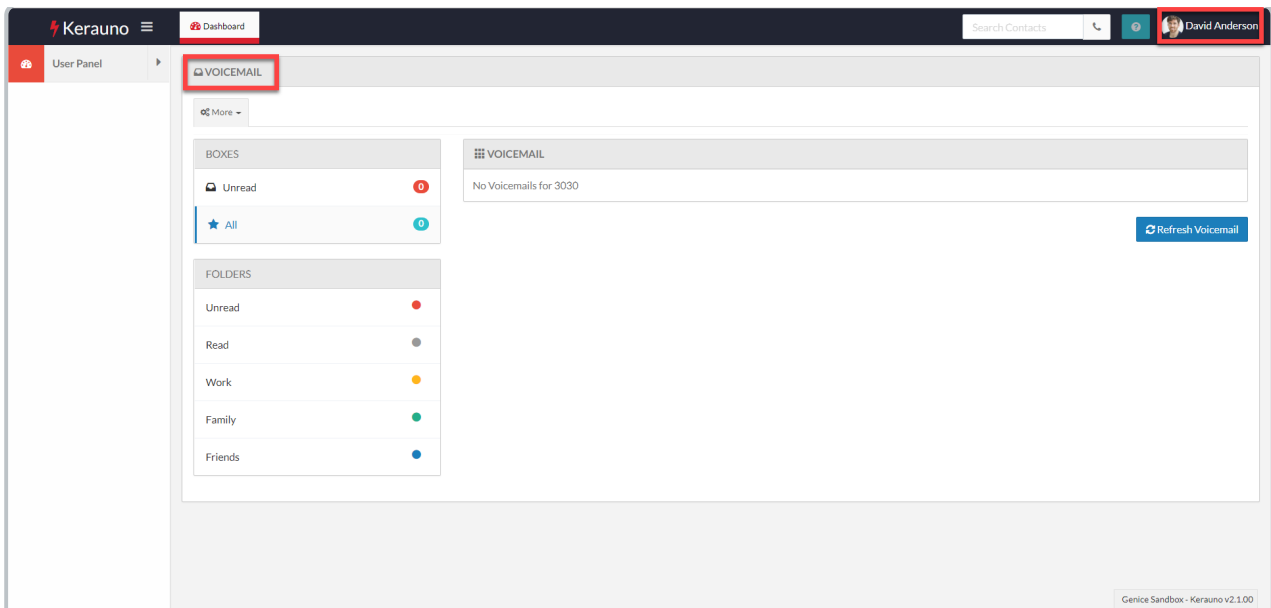 Kerauno
Dashboard
Search Contacts
David Anderson
User Panel
VOICEMAIL
More
BOXES
Unread 0
All 0
VOICEMAIL
No Voicemails for 3030
Refresh Voicemail
FOLDERS
Unread
Read
Work
Family
Friends
Genice Sandbox - Kerauno v2.1.00